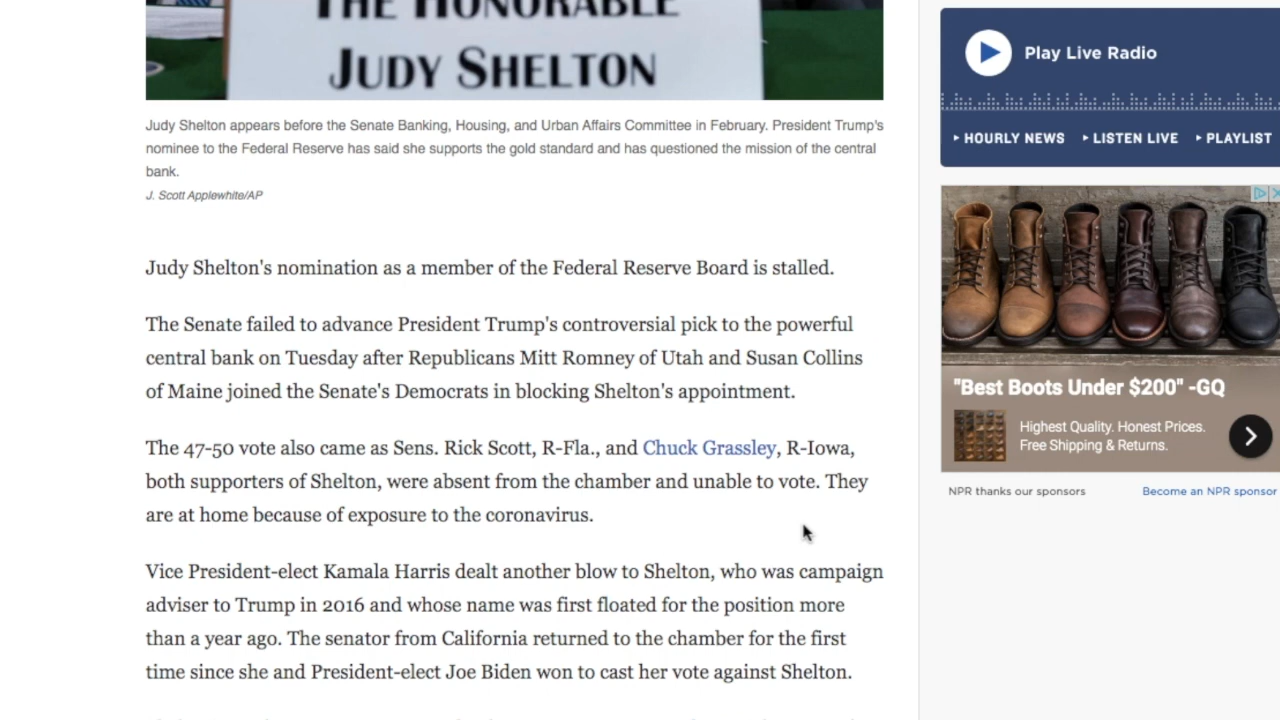 THE HONORABLE
JUDY SHELTON
Judy Shelton appears before the Senate Banking, Housing, and Urban Affairs Committee in February. President Trump's
nominee to the Federal Reserve has said she supports the gold standard and has questioned the mission of the central
bank.
J. Scott Applewhite/AP
Judy Shelton's nomination as a member of the Federal Reserve Board is stalled.
The Senate failed to advance President Trump's controversial pick to the powerful
central bank on Tuesday after Republicans Mitt Romney of Utah and Susan Collins
of Maine joined the Senate's Democrats in blocking Shelton's appointment.
The 47-50 vote also came as Sens. Rick Scott, R-Fla., and Chuck Grassley, R-Iowa,
both supporters of Shelton, were absent from the chamber and unable to vote. They
are at home because of exposure to the coronavirus.
Vice President-elect Kamala Harris dealt another blow to Shelton, who was campaign
adviser to Trump in 2016 and whose name was first floated for the position more
than a year ago. The senator from California returned to the chamber for the first
time since she and President-elect Joe Biden won to cast her vote against Shelton.
Play Live Radio
HOURLY NEWS LISTEN LIVE PLAYLIST
"Best Boots Under $200" -GQ
Highest Quality. Honest Prices.
Free Shipping & Returns.
NPR thanks our sponsors Become an NPR sponsor